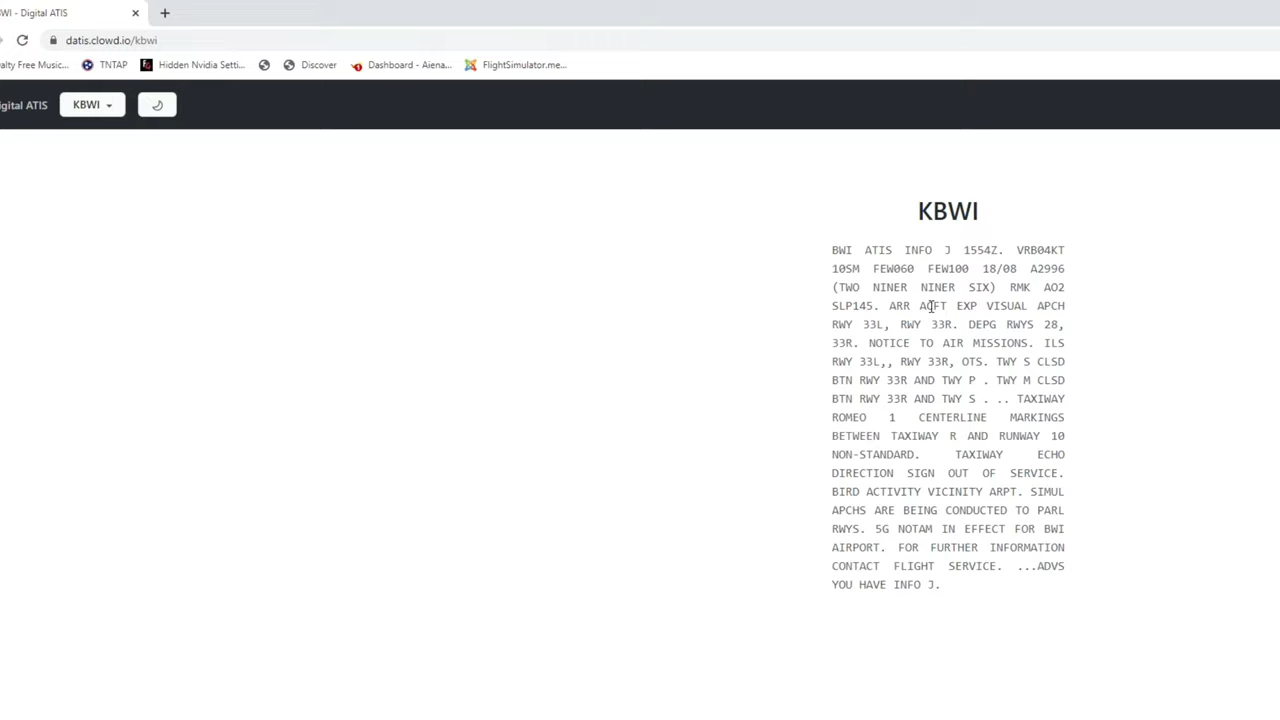 WI - Digital ATIS
datis.clowd.io/kbwi
alty Free Music... TNTAP Hidden Nvidia Setti... Discover Dashboard - Aiena... FlightSimulator.me...
igital ATIS KBWI
KBWI
BWI ATIS INFO J 1554Z. VRB04KT
10SM FEW060 FEW100 18/08 A2996
(TWO NINER NINER SIX) RMK AO2
SLP145. ARR ACFT EXP VISUAL APCH
RWY 33L, RWY 33R. DEPG RWYS 28,
33R. NOTICE TO AIR MISSIONS. ILS
RWY 33L,, RWY 33R, OTS. TWY S CLSD
BTN RWY 33R AND TWY P . TWY M CLSD
BTN RWY 33R AND TWY S . .. TAXIWAY
ROMEO 1 CENTERLINE MARKINGS
BETWEEN TAXIWAY R AND RUNWAY 10
NON-STANDARD. TAXIWAY ECHO
DIRECTION SIGN OUT OF SERVICE.
BIRD ACTIVITY VICINITY ARPT. SIMUL
APCHS ARE BEING CONDUCTED TO PARL
RWYS. 5G NOTAM IN EFFECT FOR BWI
AIRPORT. FOR FURTHER INFORMATION
CONTACT FLIGHT SERVICE. ...ADVS
YOU HAVE INFO J.